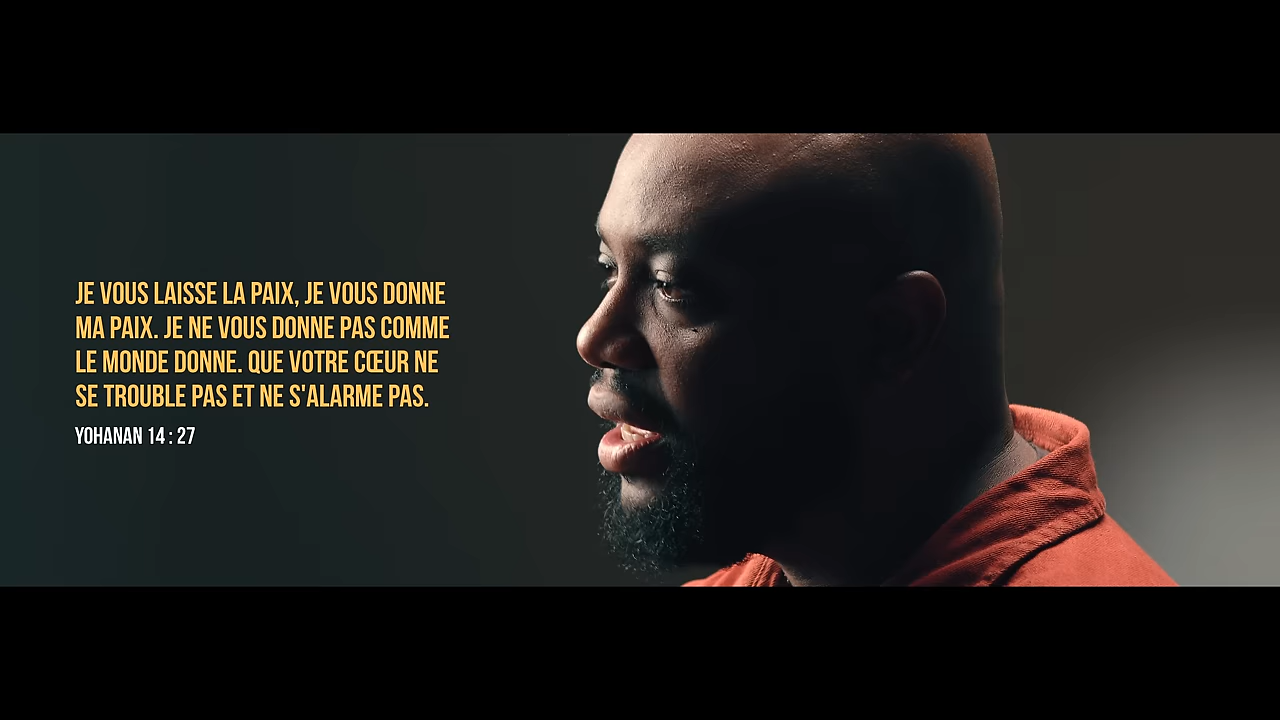 JE VOUS LAISSE LA PAIX, JE VOUS DONNE
MA PAIX. JE NE VOUS DONNE PAS COMME
LE MONDE DONNE. QUE VOTRE CŒUR NE
SE TROUBLE PAS ET NE S'ALARME PAS.
YOHANAN 14 : 27